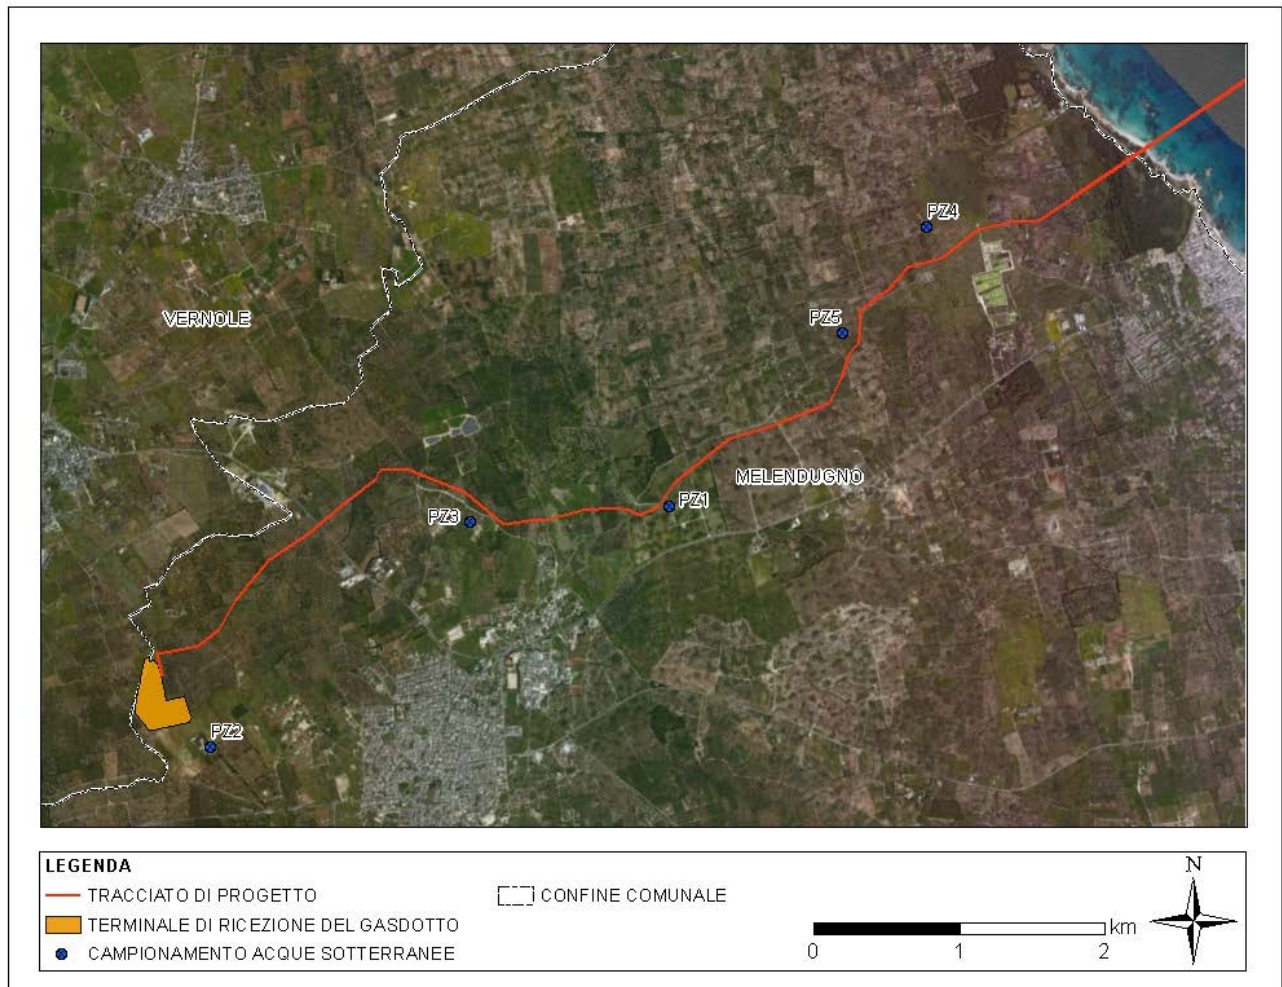 PZ4
VERNOLE
PZ5
MELENDUGNO
PZ1
PZ3
PZ2
LEGENDA
TRACCIATO DI PROGETTO
CONFINE COMUNALE
TERMINALE DI RICEZIONE DEL GASDOTTO
CAMPIONAMENTO ACQUE SOTTERRANEE
N
km
0 1 2